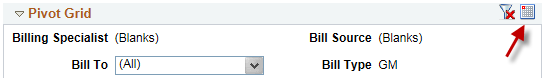 Pivot Grid
Billing Specialist (Blanks) Bill Source (Blanks)
Bill To (All) Bill Type GM